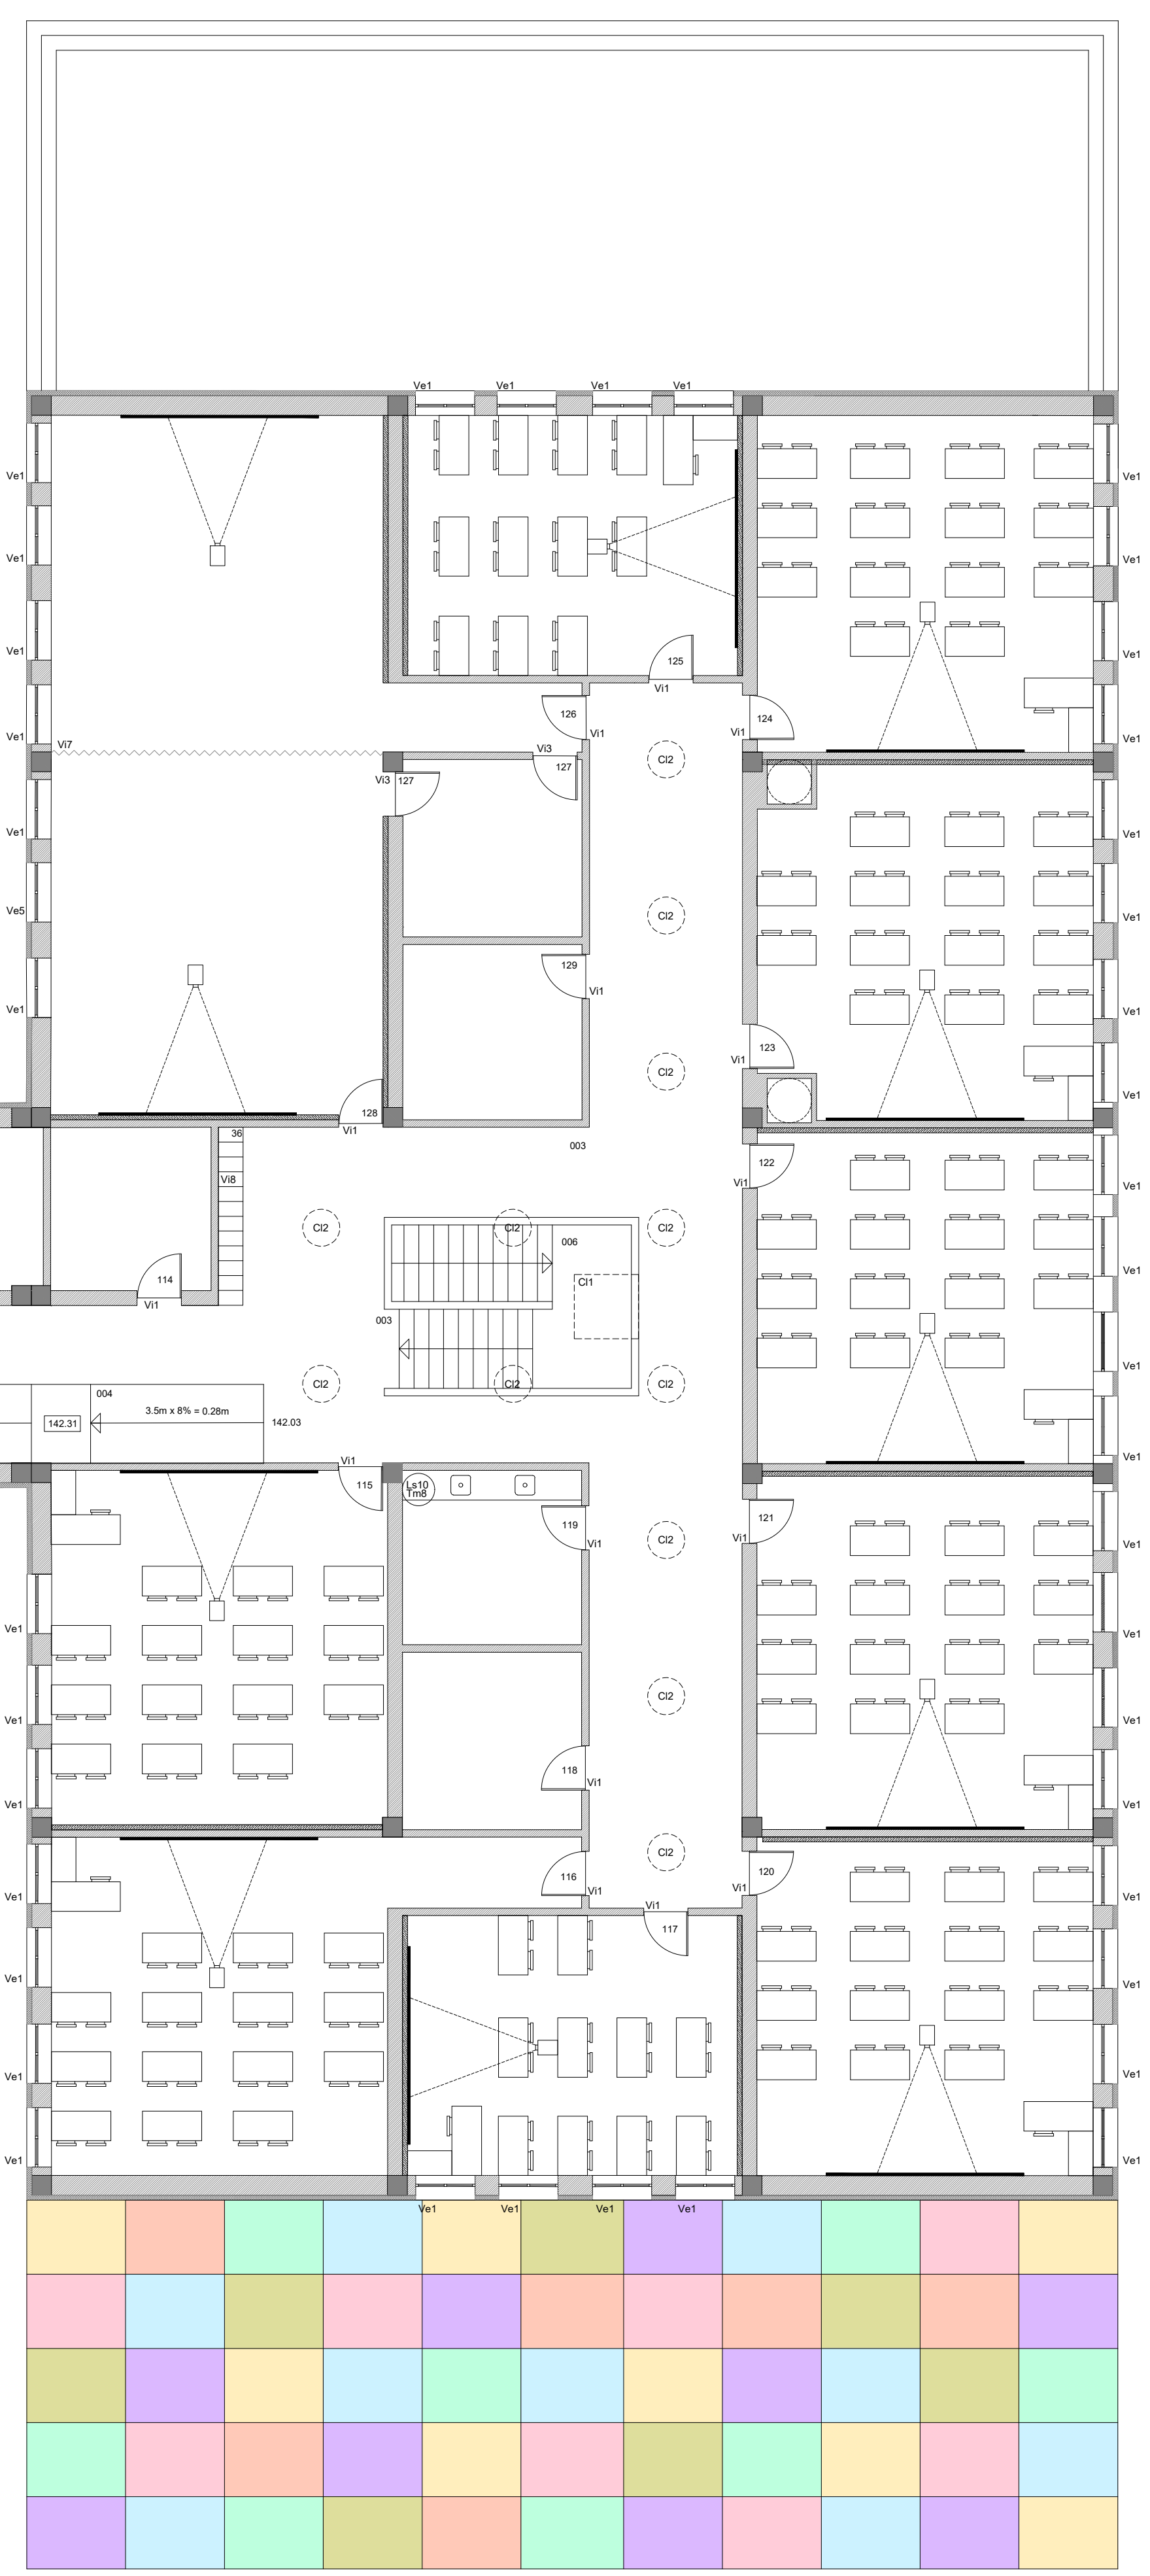 Ve1 Ve1 Ve1 Ve1
Ve1 Ve1
Ve1 Ve1
Ve1 125 Ve1
Vi1
126 124
Ve1 Vi1 Vi1 Ve1
Vi7 Vi3
Cl2
127
Vi3 127
Ve1 Ve1
Ve5 Cl2 Ve1
129
Vi1
Ve1 Ve1
123
Vi1
Cl2
Ve1
128
Vi1
36
003
122
Vi8 Vi1 Ve1
Cl2 Cl2 Cl2
006
Ve1
114 Cl1
Vi1
003
Ve1
Cl2 Cl2 Cl2
004
3.5m x 8% = 0.28m
142.31 142.03
Vi1 Ve1
115 Ls10
Tm8
119 121
Vi1 Cl2 Vi1 Ve1
Ve1 Ve1
Cl2
Ve1 Ve1
118
Vi1
Ve1 Ve1
Cl2
116 120
Ve1 Vi1 Vi1 Ve1
Vi1
117
Ve1 Ve1
Ve1 Ve1
Ve1 Ve1
Ve1 Ve1 Ve1 Ve1